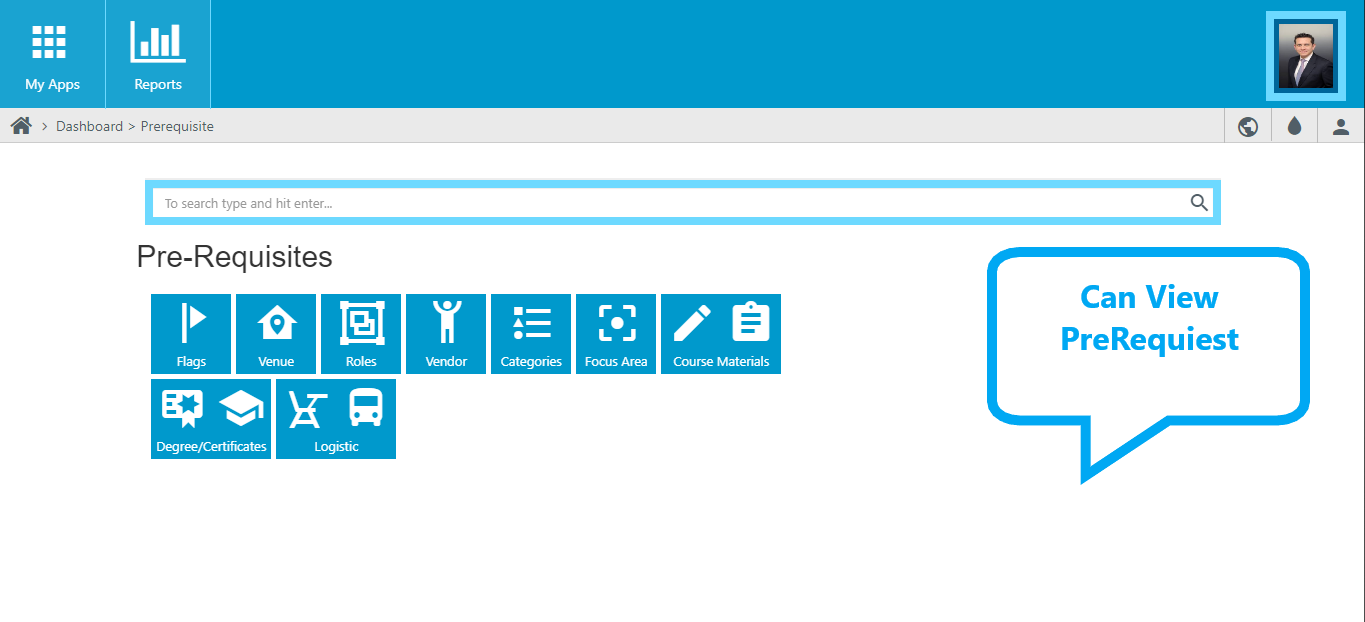 My Apps
Reports
Dashboard > Prerequisite
To search type and hit enter...
Pre-Requisites
Can View
PreRequiest
Flags
Venue
Roles
Vendor
Categories
Focus Area
Course Materials
Degree/Certificates
Logistic